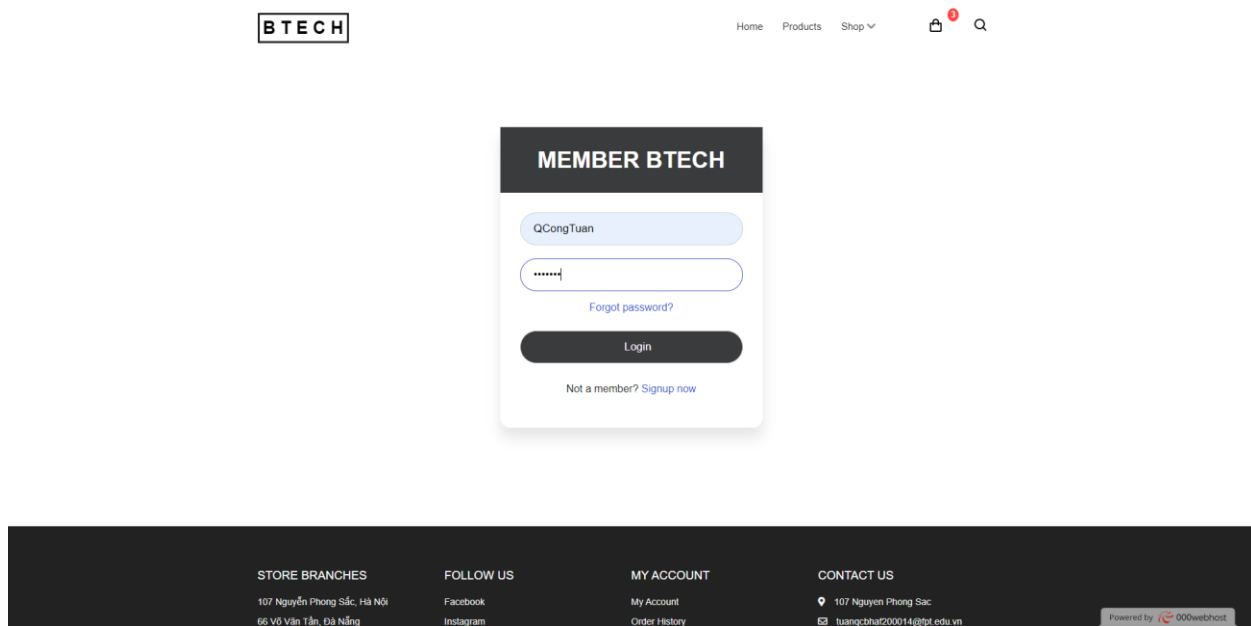 BTECH
Home Products Shop
3
MEMBER BTECH
QCongTuan
•••••••
Forgot password?
Login
Not a member? Signup now
STORE BRANCHES
107 Nguyễn Phong Sắc, Hà Nội
66 Võ Văn Tần, Đà Nẵng
FOLLOW US
Facebook
Instagram
MY ACCOUNT
My Account
Order History
CONTACT US
107 Nguyen Phong Sac
tuangcbhaf200014@fpt.edu.vn
Powered by 000webhost